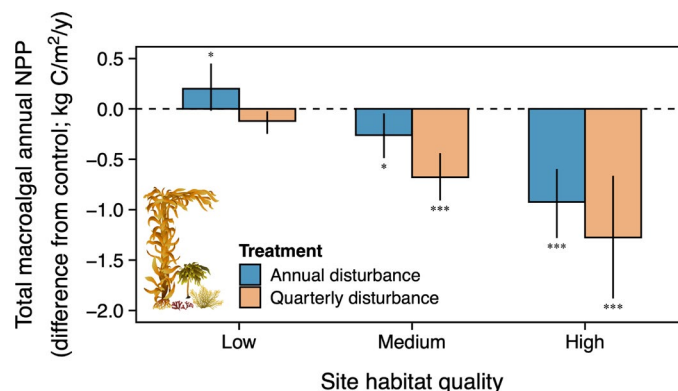 Total macroalgal annual NPP
(difference from control; kg C/m²/y)
0.5
0.0
−0.5
−1.0
−1.5
−2.0
*
*
***
***
***
Treatment
Annual disturbance
Quarterly disturbance
Low
Medium
High
Site habitat quality